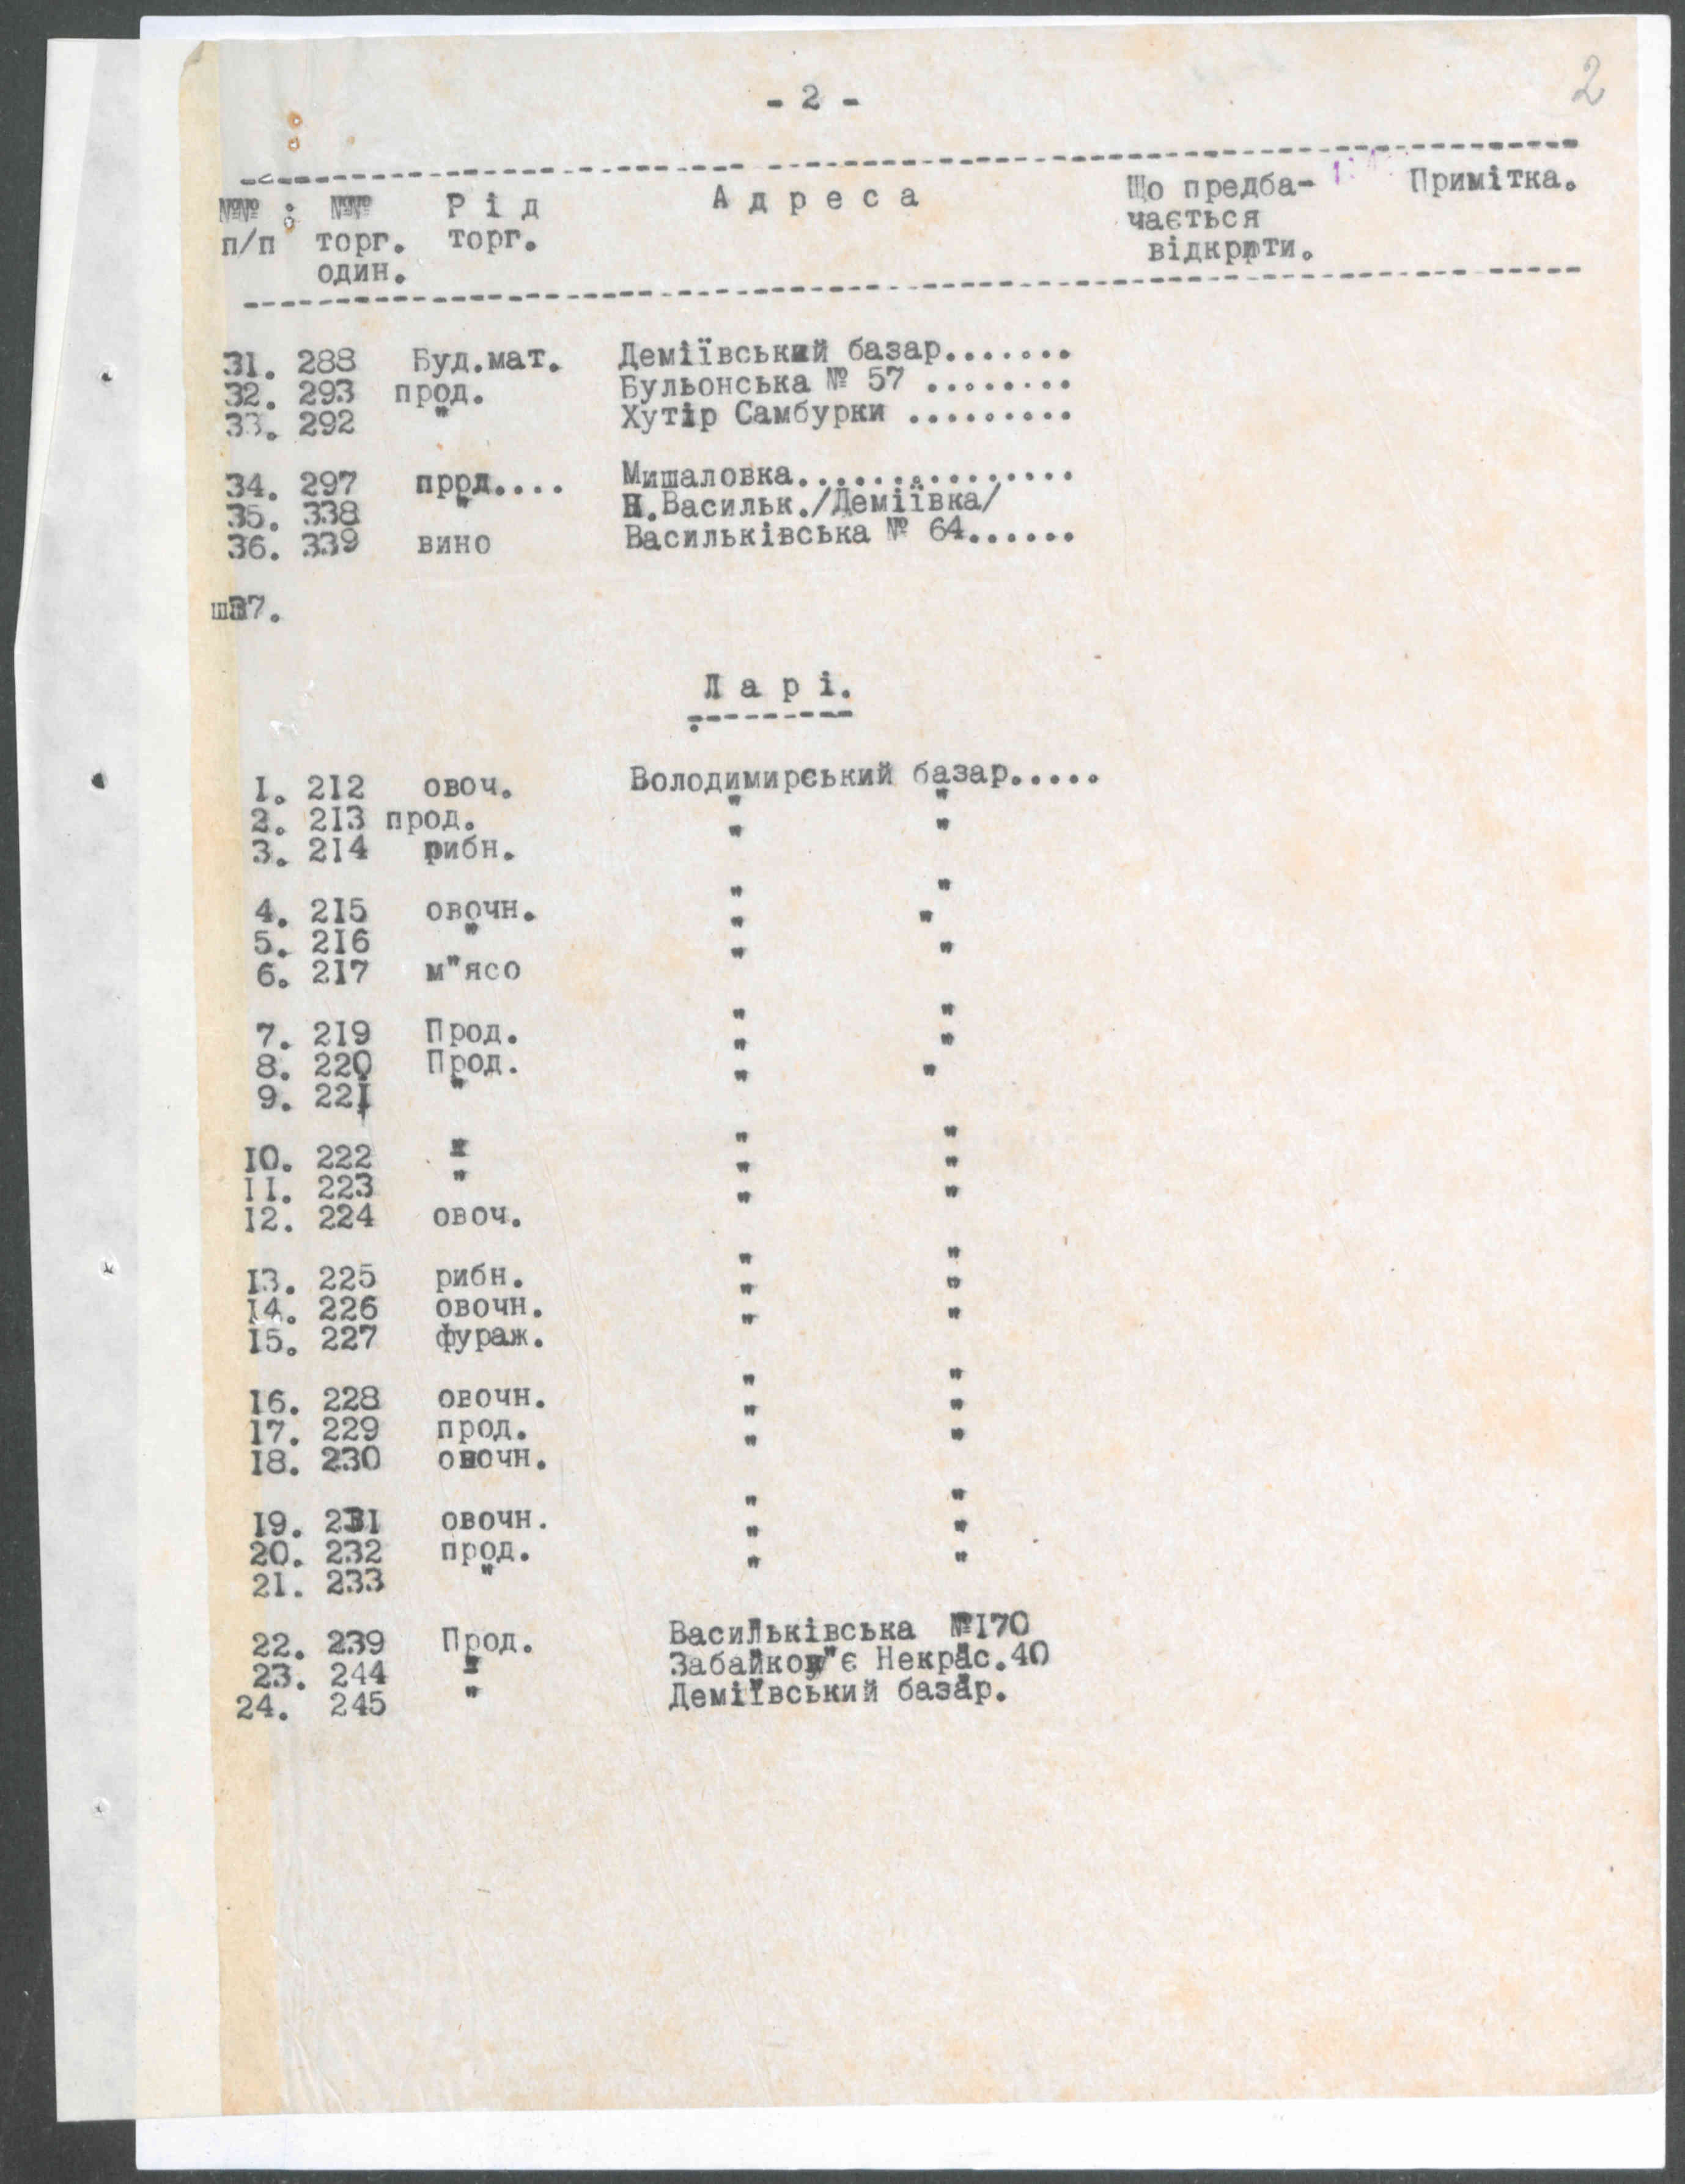 2
- 2 -
№№ : №№ Рід Адреса Що предба- Примітка.
п/п торг. торг. чається
один. відкрити.
31. 288 Буд.мат. Деміївський базар.......
32. 293 прод. Бульонська № 57 ........
33. 292 " Хутір Самбурки .........
34. 297 прод.... Мишаловка................
35. 338 " Н.Васильк./Деміївка/
36. 339 вино Васильківська № 64......
37.
Ларі.
1. 212 овоч. Володимирський базар.....
2. 213 прод. " "
3. 214 рибн. " "
4. 215 овочн. " "
5. 216 " " "
6. 217 м"ясо " "
7. 219 Прод. " "
8. 220 Прод. " "
9. 221 " " "
10. 222 " " "
11. 223 " " "
12. 224 овоч. " "
13. 225 рибн. " "
14. 226 овочн. " "
15. 227 фураж. " "
16. 228 овочн. " "
17. 229 прод. " "
18. 230 овочн. " "
19. 231 овочн. " "
20. 232 прод. " "
21. 233 " " "
22. 239 Прод. Васильківська №170
23. 244 " Забайков"є Некрас.40
24. 245 " Деміївський базар.